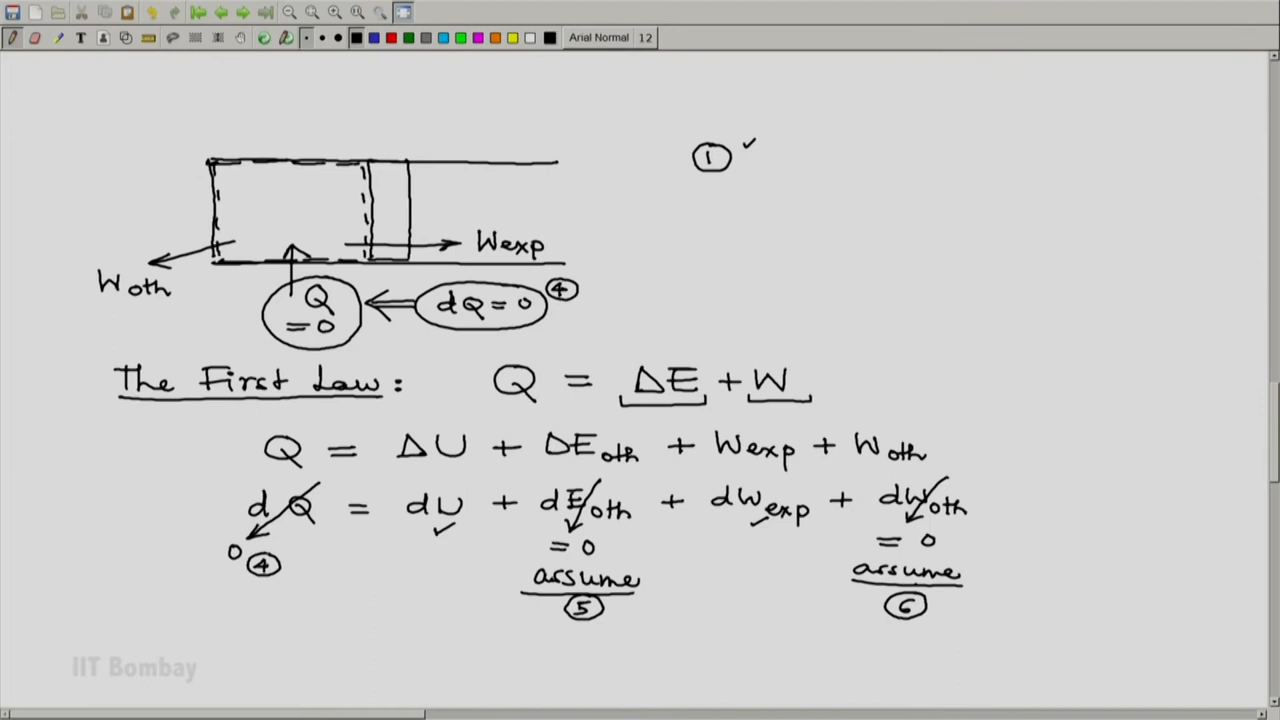 Arial Normal 12
① ✓
Wexp
Woth
Q = 0
dQ = 0 ④
The First Law: Q = ΔE + W
Q = ΔU + ΔEoth + Wexp + Woth
dQ = dU + dEoth + dWexp + dWoth
0 ④
= 0 = 0
assume assume
⑤ ⑥
IIT Bombay